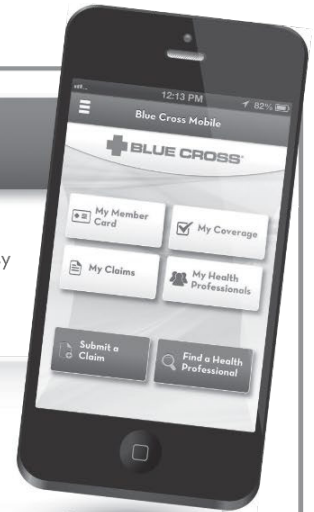 12:13 PM
82%
Blue Cross Mobile
BLUE CROSS
My Member
Card
My Coverage
My Claims
My Health
Professionals
Submit a
Claim
Find a Health
Professional